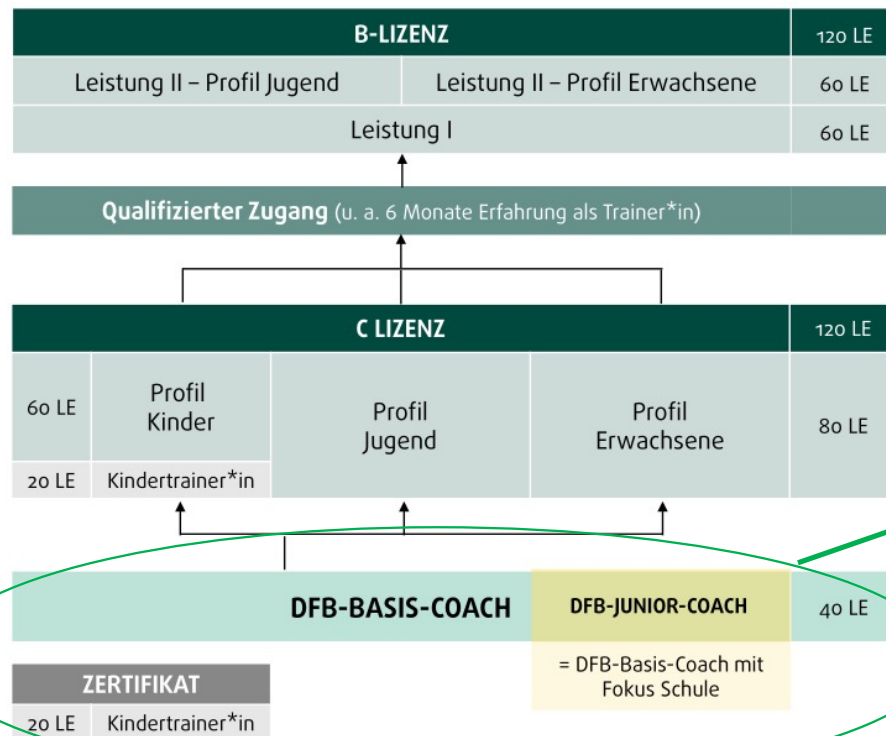 B-LIZENZ 120 LE
Leistung II – Profil Jugend Leistung II – Profil Erwachsene 60 LE
Leistung I 60 LE
Qualifizierter Zugang (u. a. 6 Monate Erfahrung als Trainer*in)
C LIZENZ 120 LE
60 LE
Profil
Kinder
Profil
Jugend
Profil
Erwachsene
80 LE
20 LE Kindertrainer*in
DFB-BASIS-COACH DFB-JUNIOR-COACH 40 LE
= DFB-Basis-Coach mit
Fokus Schule
ZERTIFIKAT
20 LE Kindertrainer*in